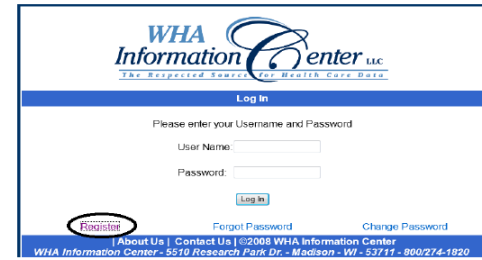 WHA
Information Center LLC
The Respected Source for Health Care Data
Log In
Please enter your Username and Password
User Name:
Password:
Log In
Register Forgot Password Change Password
| About Us | Contact Us | ©2008 WHA Information Center
WHA Information Center - 5510 Research Park Dr. - Madison - WI - 53711 - 800/274-1820